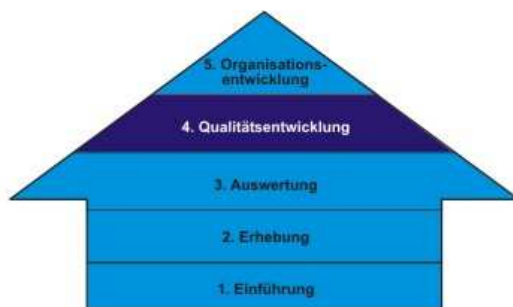 5. Organisations-
entwicklung
4. Qualitätsentwicklung
3. Auswertung
2. Erhebung
1. Einführung